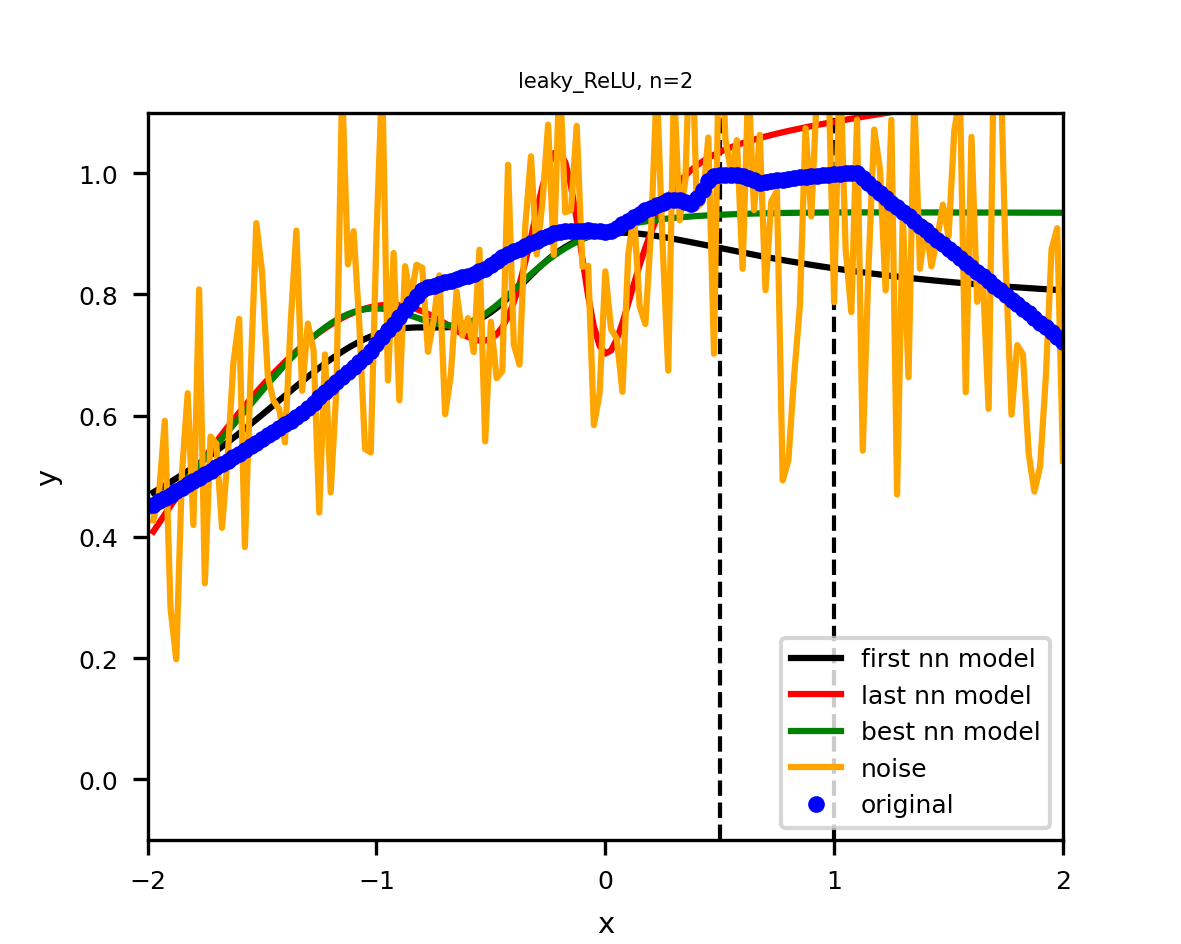 leaky_ReLU, n=2
y
1.0
0.8
0.6
0.4
0.2
0.0
first nn model
last nn model
best nn model
noise
original
−2
−1
0
1
2
x